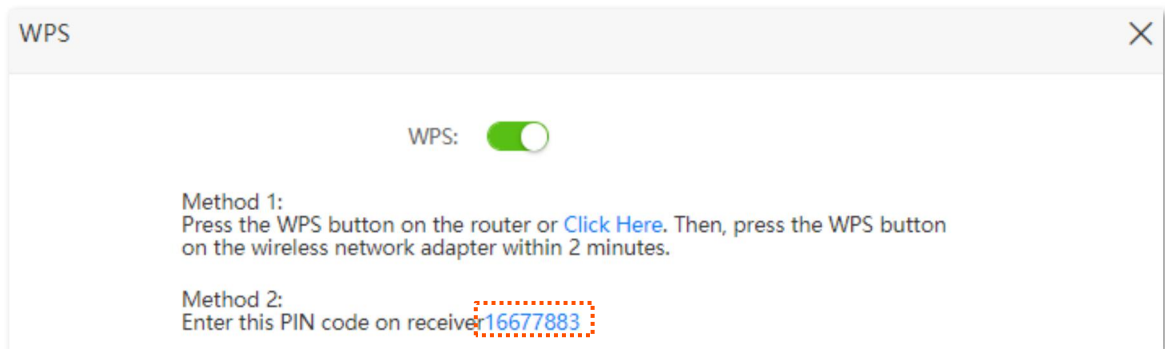 WPS
WPS:
Method 1:
Press the WPS button on the router or Click Here. Then, press the WPS button
on the wireless network adapter within 2 minutes.
Method 2:
Enter this PIN code on receiver16677883